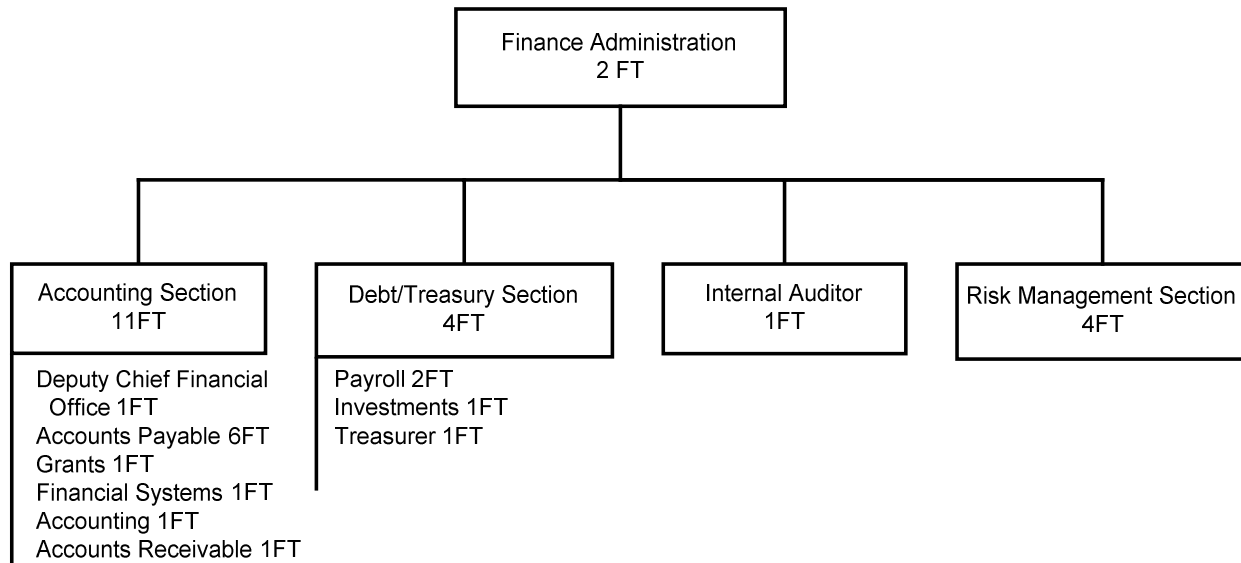 Finance Administration
2 FT
Accounting Section
11FT
Deputy Chief Financial
Office 1FT
Accounts Payable 6FT
Grants 1FT
Financial Systems 1FT
Accounting 1FT
Accounts Receivable 1FT
Debt/Treasury Section
4FT
Payroll 2FT
Investments 1FT
Treasurer 1FT
Internal Auditor
1FT
Risk Management Section
4FT